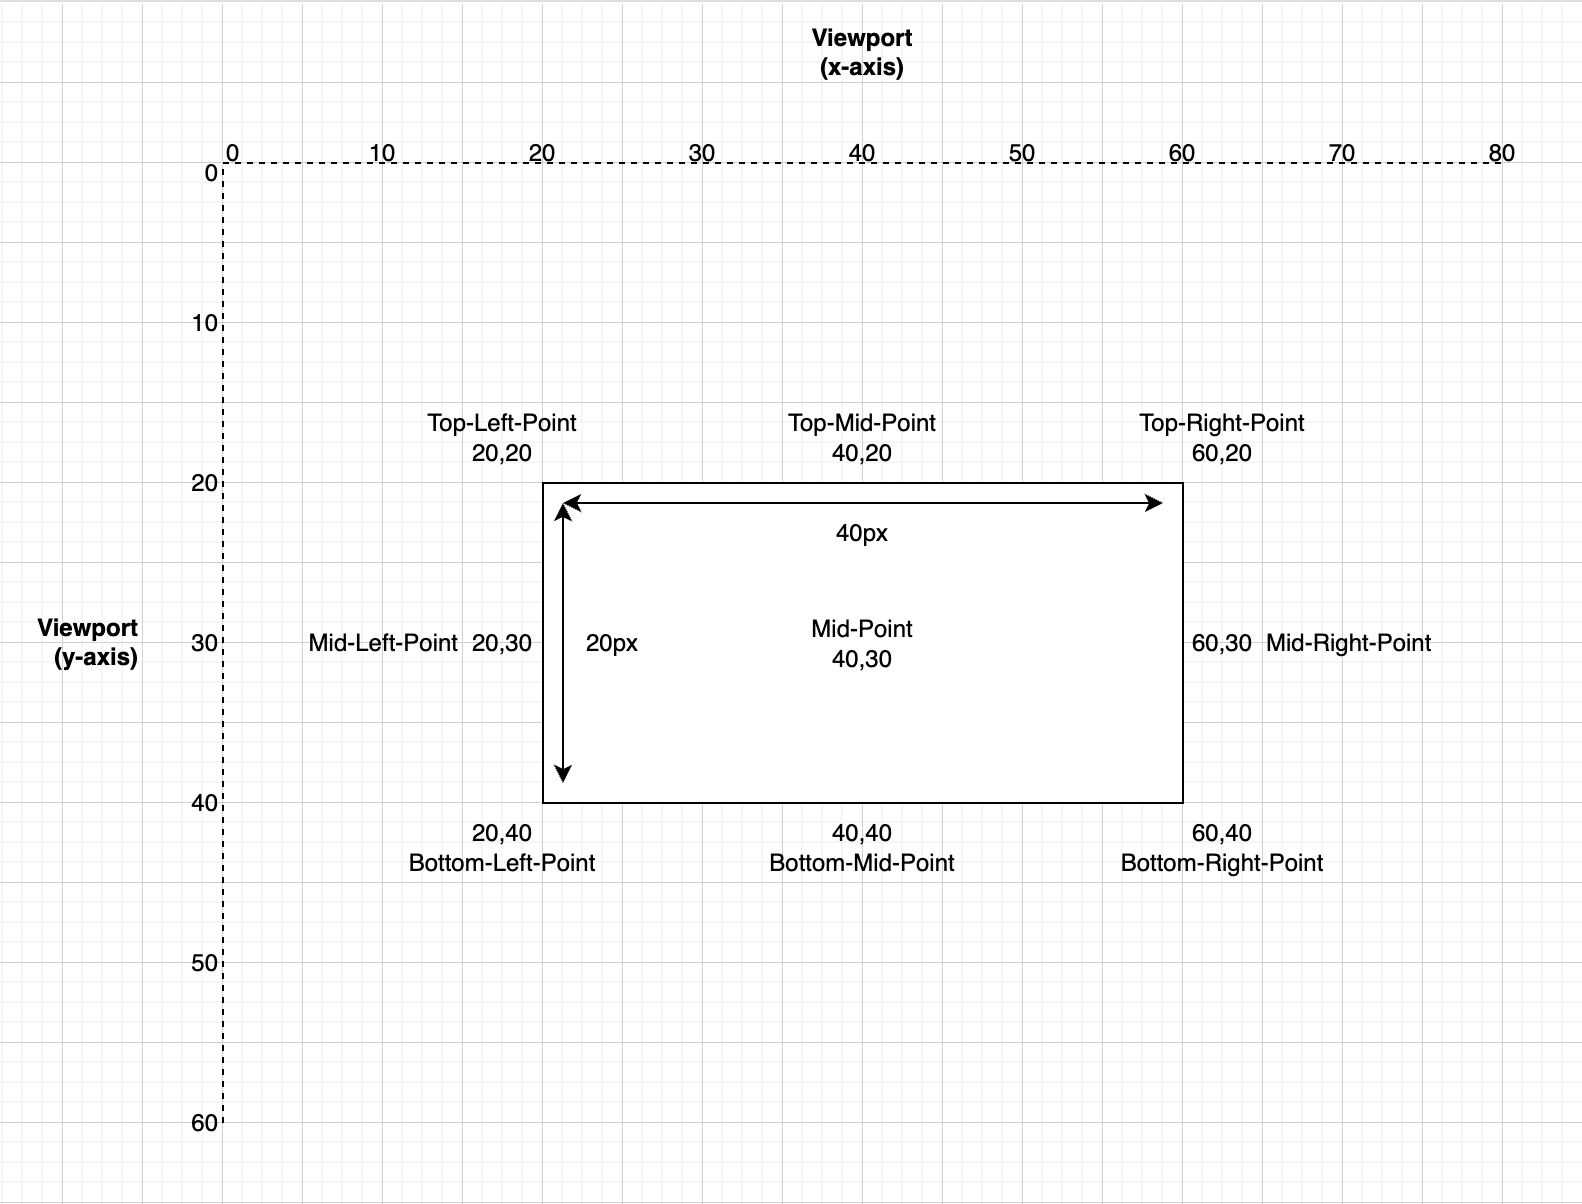 Viewport
(x-axis)
0 10 20 30 40 50 60 70 80
0
10
Top-Left-Point
20,20
Top-Mid-Point
40,20
Top-Right-Point
60,20
20
40px
Viewport
(y-axis)
30
Mid-Left-Point 20,30
20px
Mid-Point
40,30
60,30 Mid-Right-Point
40
20,40
Bottom-Left-Point
40,40
Bottom-Mid-Point
60,40
Bottom-Right-Point
50
60